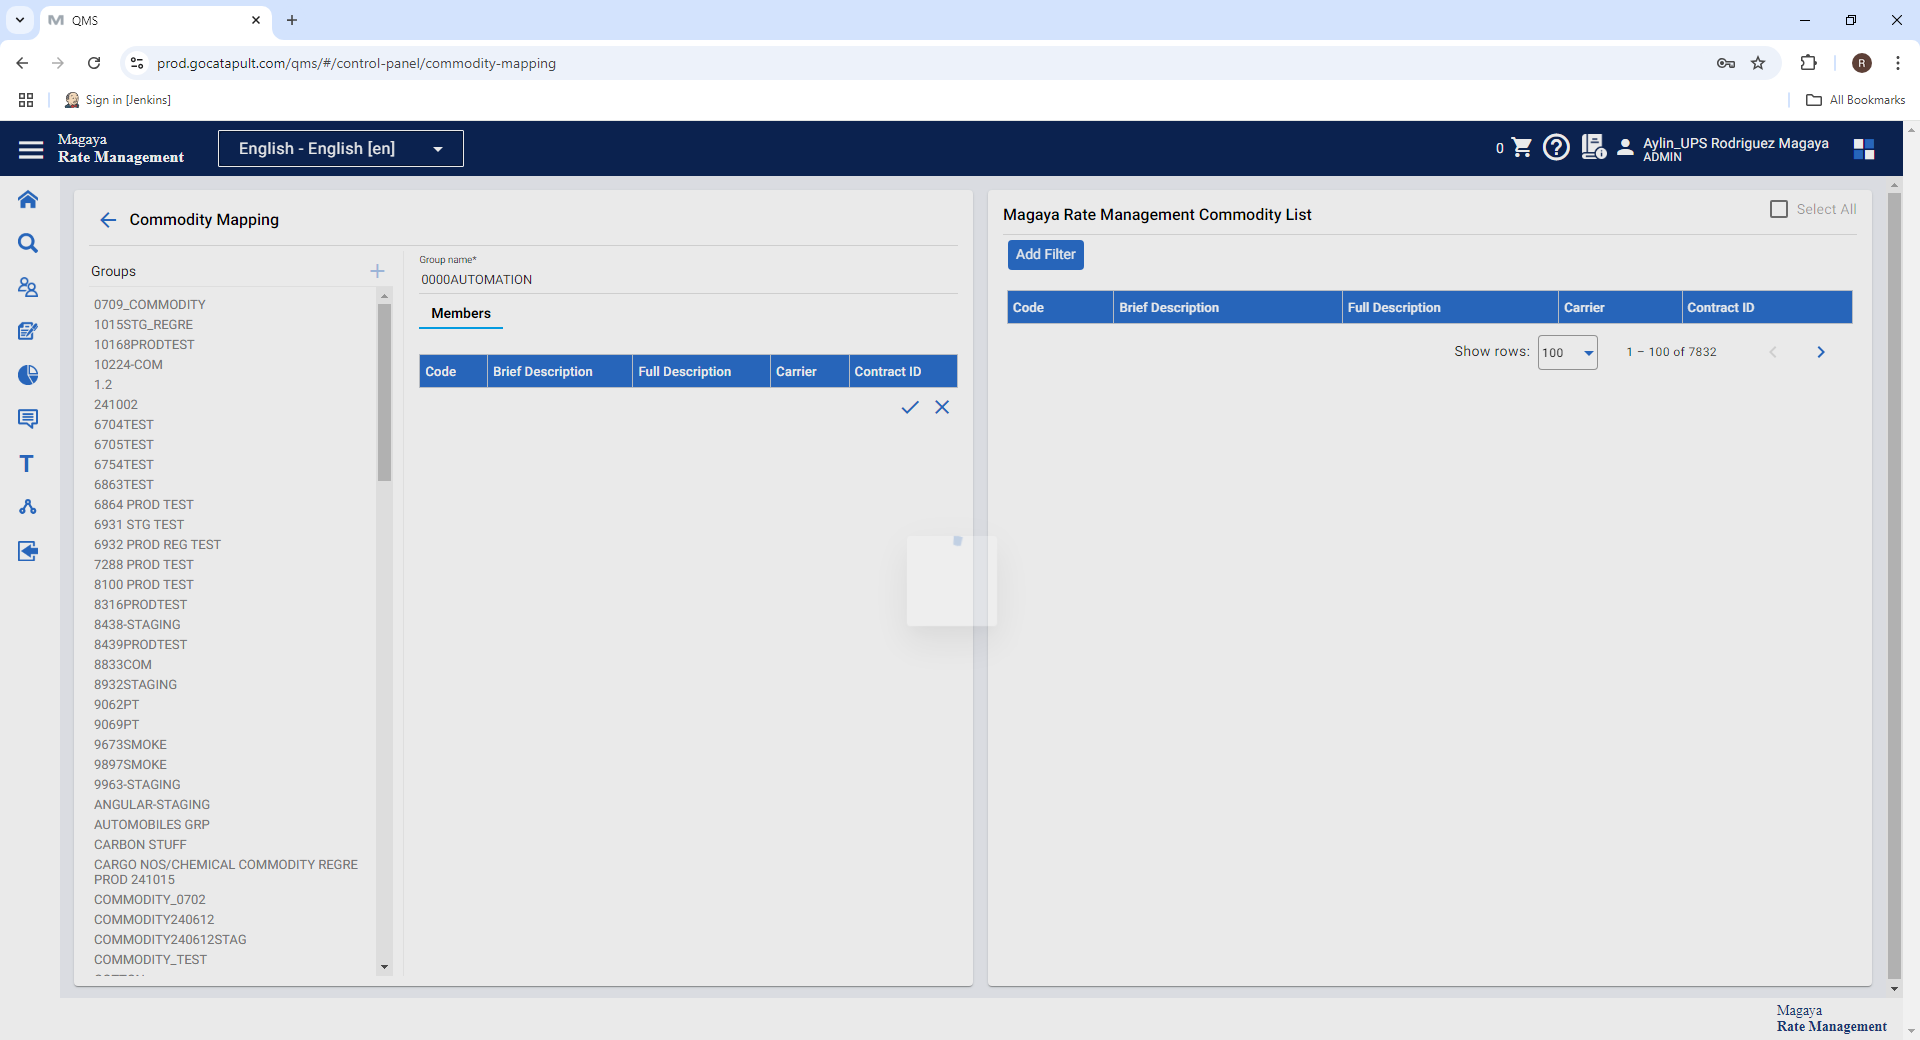 QMS
prod.gocatapult.com/qms/#/control-panel/commodity-mapping
R
Sign in [Jenkins]
All Bookmarks
Magaya
Rate Management
English - English [en]
0
Aylin_UPS Rodriguez Magaya
ADMIN
Commodity Mapping
Groups
0709_COMMODITY
1015STG_REGRE
10168PRODTEST
10224-COM
1.2
241002
6704TEST
6705TEST
6754TEST
6863TEST
6864 PROD TEST
6931 STG TEST
6932 PROD REG TEST
7288 PROD TEST
8100 PROD TEST
8316PRODTEST
8438-STAGING
8439PRODTEST
8833COM
8932STAGING
9062PT
9069PT
9673SMOKE
9897SMOKE
9963-STAGING
ANGULAR-STAGING
AUTOMOBILES GRP
CARBON STUFF
CARGO NOS/CHEMICAL COMMODITY REGRE
PROD 241015
COMMODITY_0702
COMMODITY240612
COMMODITY240612STAG
COMMODITY_TEST
Group name*
0000AUTOMATION
Members
Code Brief Description Full Description Carrier Contract ID
Magaya Rate Management Commodity List
Select All
Add Filter
Code Brief Description Full Description Carrier Contract ID
Show rows: 100 1 – 100 of 7832
Magaya
Rate Management